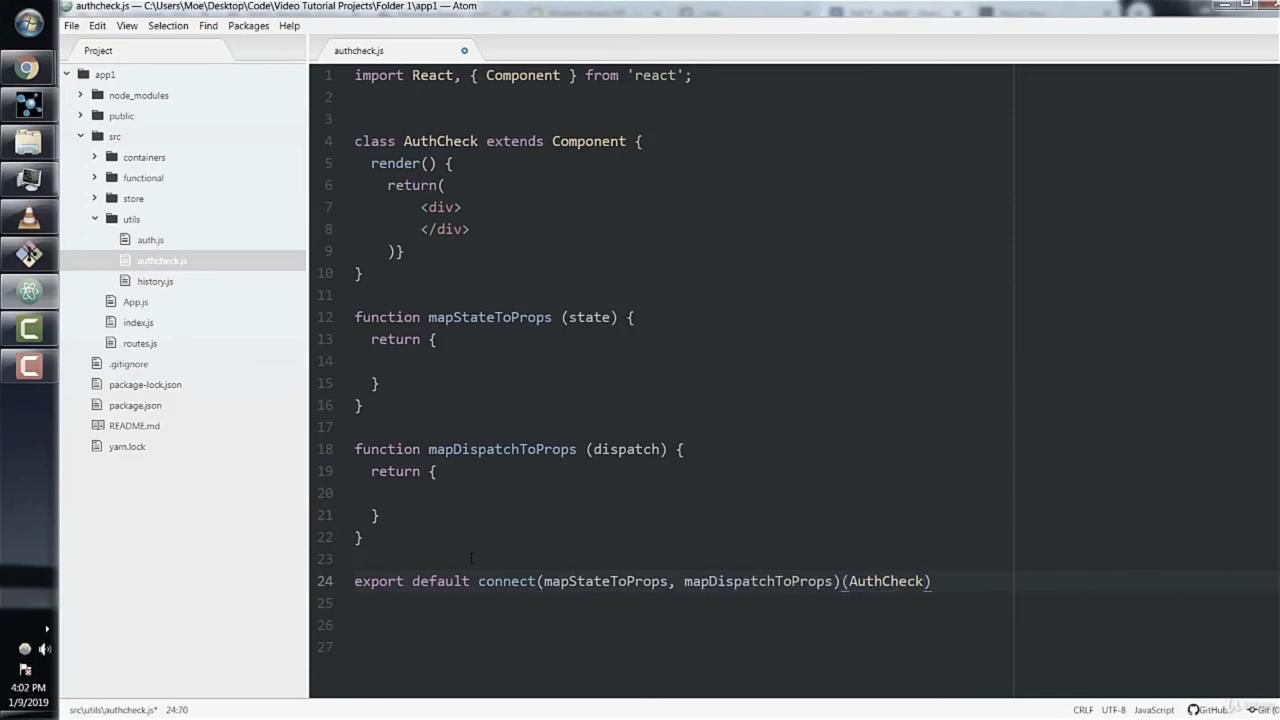 authcheck.js — C:\Users\Moe\Desktop\Code\Video Tutorial Projects\Folder 1\app1 — Atom
File Edit View Selection Find Packages Help
Project
app1
node_modules
public
src
containers
functional
store
utils
auth.js
authcheck.js
history.js
App.js
index.js
routes.js
.gitignore
package-lock.json
package.json
README.md
yarn.lock
authcheck.js
1 import React, { Component } from 'react';
2
3
4 class AuthCheck extends Component {
5 render() {
6 return(
7 <div>
8 </div>
9 )}
10 }
11
12 function mapStateToProps (state) {
13 return {
14
15 }
16 }
17
18 function mapDispatchToProps (dispatch) {
19 return {
20
21 }
22 }
23
24 export default connect(mapStateToProps, mapDispatchToProps)(AuthCheck)
25
26
27
4:02 PM
1/9/2019
src\utils\authcheck.js* 24:70
CRLF UTF-8 JavaScript GitHub Git (0